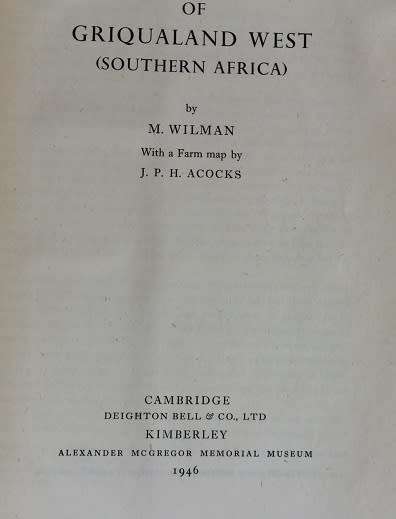 OF
GRIQUALAND WEST
(SOUTHERN AFRICA)
by
M. WILMAN
With a Farm map by
J. P. H. ACOCKS
CAMBRIDGE
DEIGHTON BELL & CO., LTD
KIMBERLEY
ALEXANDER MCGREGOR MEMORIAL MUSEUM
1946